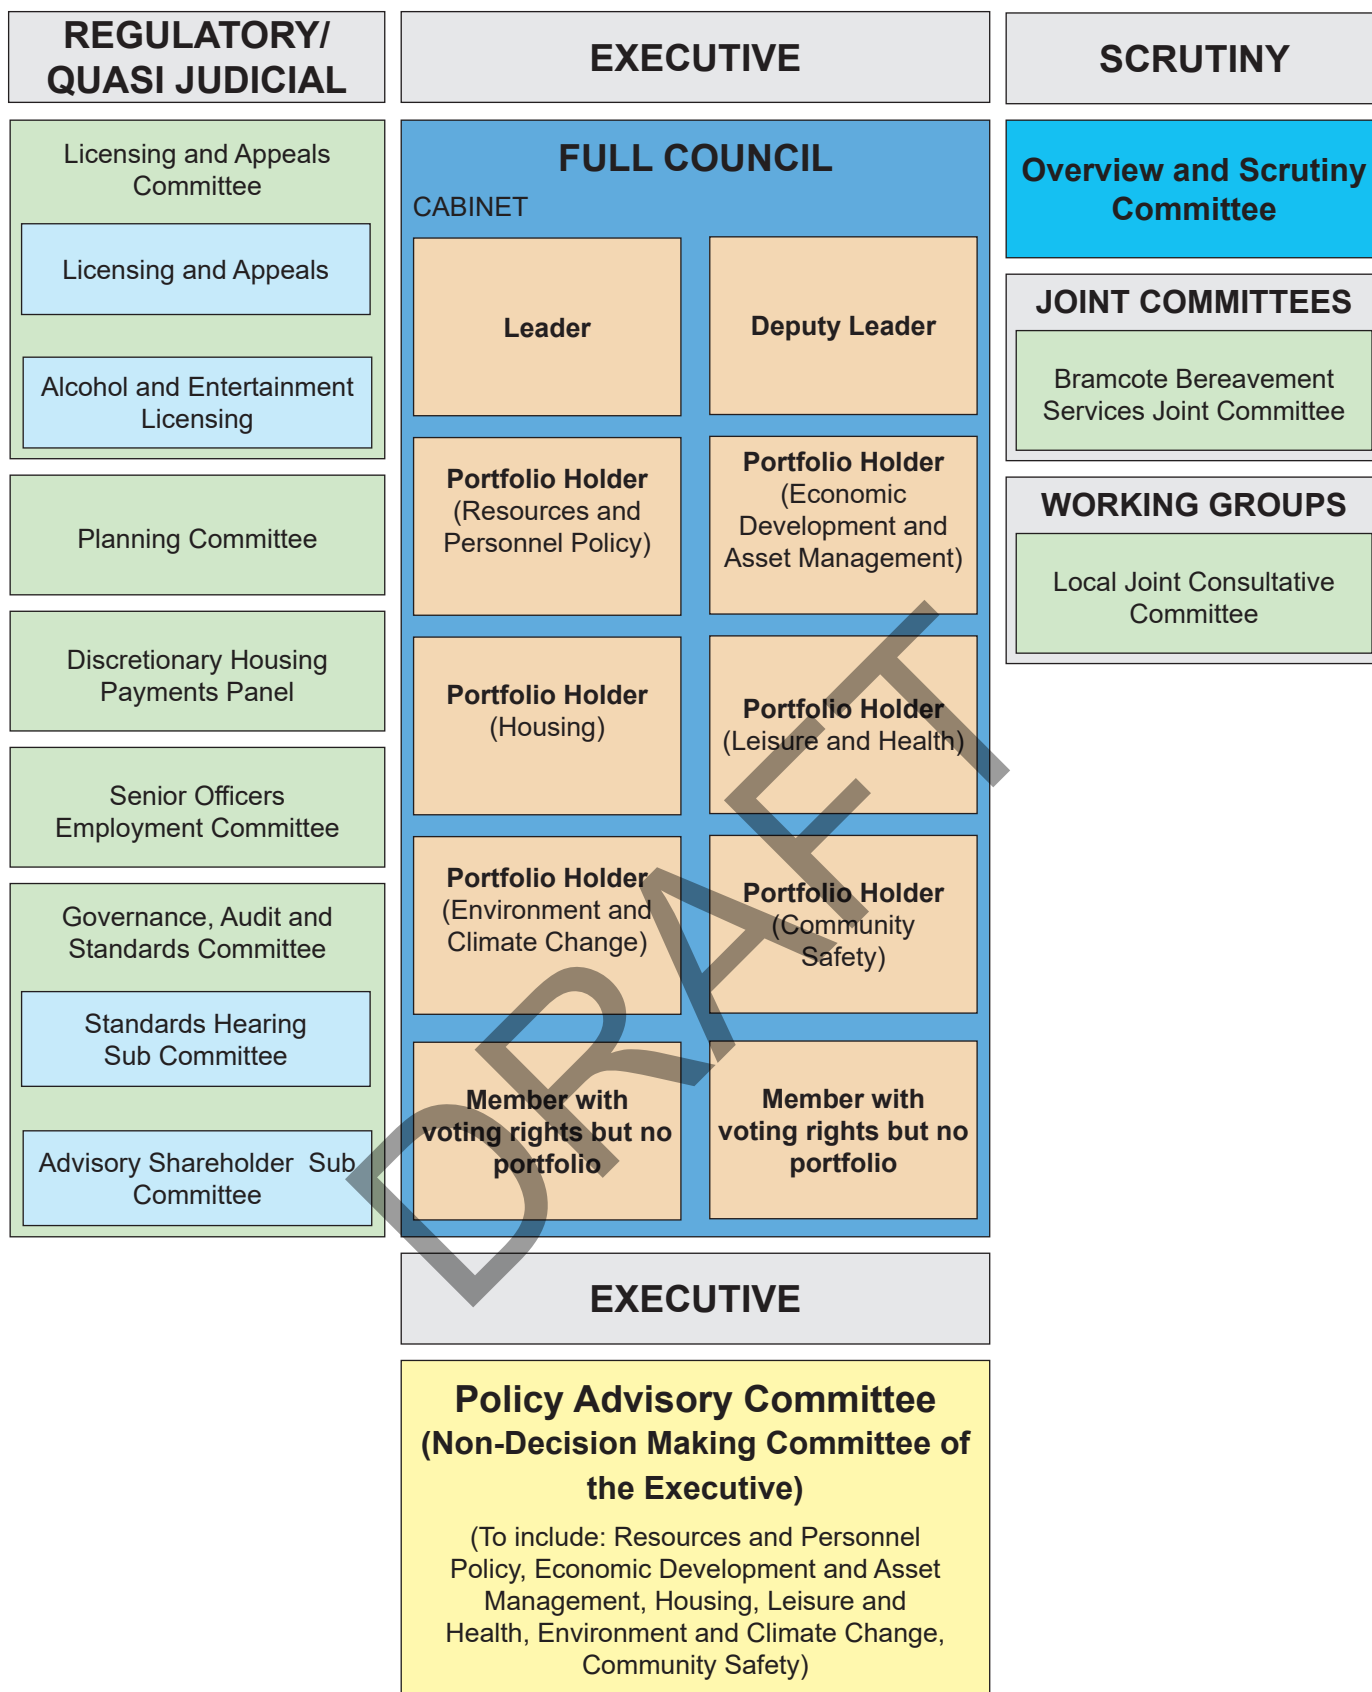 REGULATORY/
QUASI JUDICIAL
Licensing and Appeals
Committee
Licensing and Appeals
Alcohol and Entertainment
Licensing
Planning Committee
Discretionary Housing
Payments Panel
Senior Officers
Employment Committee
Governance, Audit and
Standards Committee
Standards Hearing
Sub Committee
Advisory Shareholder Sub
Committee
EXECUTIVE
FULL COUNCIL
CABINET
Leader
Deputy Leader
Portfolio Holder
(Resources and
Personnel Policy)
Portfolio Holder
(Economic
Development and
Asset Management)
Portfolio Holder
(Housing)
Portfolio Holder
(Leisure and Health)
Portfolio Holder
(Environment and
Climate Change)
Portfolio Holder
(Community
Safety)
Member with
voting rights but no
portfolio
Member with
voting rights but no
portfolio
EXECUTIVE
Policy Advisory Committee
(Non-Decision Making Committee of
the Executive)
(To include: Resources and Personnel
Policy, Economic Development and Asset
Management, Housing, Leisure and
Health, Environment and Climate Change,
Community Safety)
SCRUTINY
Overview and Scrutiny
Committee
JOINT COMMITTEES
Bramcote Bereavement
Services Joint Committee
WORKING GROUPS
Local Joint Consultative
Committee
DRAFT